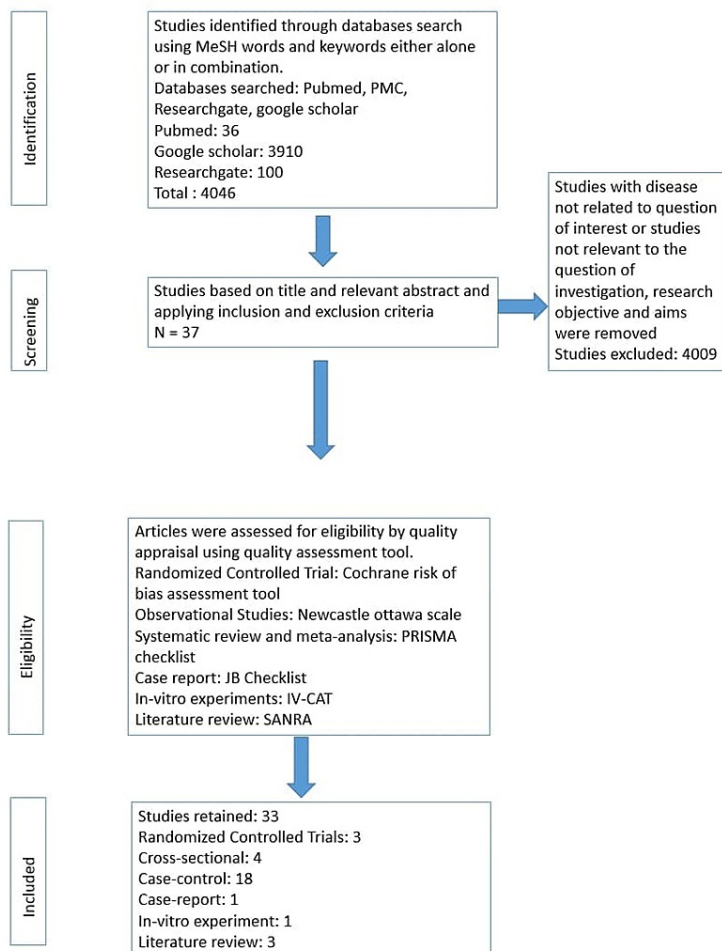 Identification
Studies identified through databases search
using MeSH words and keywords either alone
or in combination.
Databases searched: Pubmed, PMC,
Researchgate, google scholar
Pubmed: 36
Google scholar: 3910
Researchgate: 100
Total : 4046
Studies with disease
not related to question
of interest or studies
not relevant to the
question of
investigation, research
objective and aims
were removed
Studies excluded: 4009
Screening
Studies based on title and relevant abstract and
applying inclusion and exclusion criteria
N = 37
Eligibility
Articles were assessed for eligibility by quality
appraisal using quality assessment tool.
Randomized Controlled Trial: Cochrane risk of
bias assessment tool
Observational Studies: Newcastle ottawa scale
Systematic review and meta-analysis: PRISMA
checklist
Case report: JB Checklist
In-vitro experiments: IV-CAT
Literature review: SANRA
Included
Studies retained: 33
Randomized Controlled Trials: 3
Cross-sectional: 4
Case-control: 18
Case-report: 1
In-vitro experiment: 1
Literature review: 3